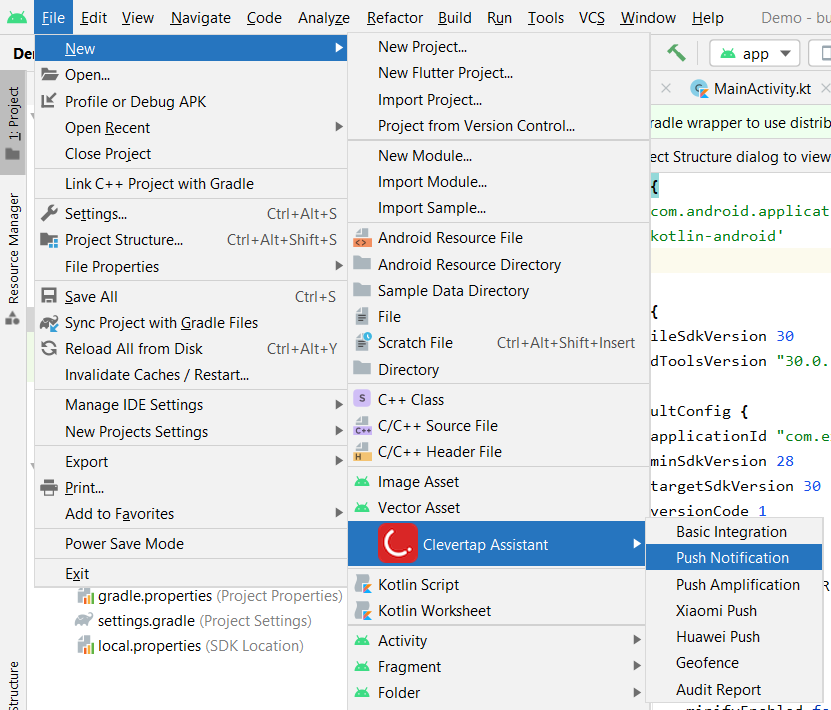 File Edit View Navigate Code Analyze Refactor Build Run Tools VCS Window Help Demo - bu
De
app
1: Project
Resource Manager
Structure
New
Open...
Profile or Debug APK
Open Recent
Close Project
Link C++ Project with Gradle
Settings... Ctrl+Alt+S
Project Structure... Ctrl+Alt+Shift+S
File Properties
Save All Ctrl+S
Sync Project with Gradle Files
Reload All from Disk Ctrl+Alt+Y
Invalidate Caches / Restart...
Manage IDE Settings
New Projects Settings
Export
Print...
Add to Favorites
Power Save Mode
Exit
gradle.properties (Project Properties)
settings.gradle (Project Settings)
local.properties (SDK Location)
New Project...
New Flutter Project...
Import Project...
Project from Version Control...
New Module...
Import Module...
Import Sample...
Android Resource File
Android Resource Directory
Sample Data Directory
File
Scratch File Ctrl+Alt+Shift+Insert
Directory
S C++ Class
C++ C/C++ Source File
H C/C++ Header File
Image Asset
Vector Asset
Clevertap Assistant
Kotlin Script
Kotlin Worksheet
Activity
Fragment
Folder
Basic Integration
Push Notification
Push Amplification
Xiaomi Push
Huawei Push
Geofence
Audit Report
MainActivity.kt
radle wrapper to use distrib
ect Structure dialog to view
{
com.android.applicat
kotlin-android'
{
ileSdkVersion 30
dToolsVersion "30.0.
ultConfig {
applicationId "com.e
minSdkVersion 28
targetSdkVersion 30
versionCode 1
R